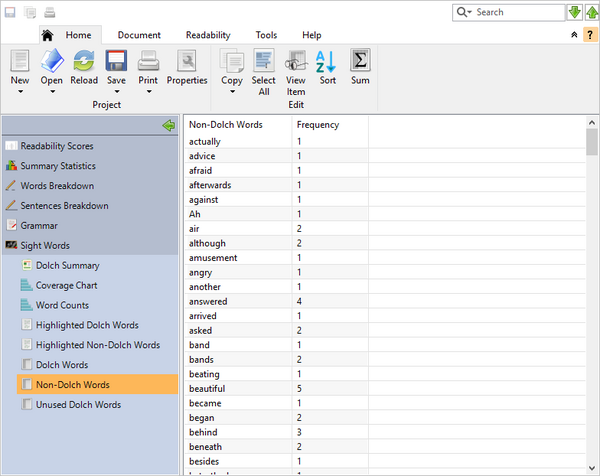 Search
Home Document Readability Tools Help
?
New Open Reload Save Print Properties Copy Select All View Item Sort Sum
Project Edit
Readability Scores
Summary Statistics
Words Breakdown
Sentences Breakdown
Grammar
Sight Words
Dolch Summary
Coverage Chart
Word Counts
Highlighted Dolch Words
Highlighted Non-Dolch Words
Dolch Words
Non-Dolch Words
Unused Dolch Words
Non-Dolch Words Frequency
actually 1
advice 1
afraid 1
afterwards 1
against 1
Ah 1
air 2
although 2
amusement 1
angry 1
another 1
answered 4
arrived 1
asked 2
band 1
bands 2
beating 1
beautiful 5
became 1
began 2
behind 3
beneath 2
besides 1